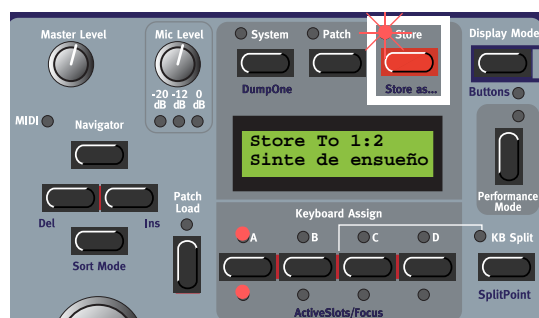 Master Level
Mic Level
System
Patch
Store
Display Mode
DumpOne
Store as...
Buttons
-20 -12 0
dB dB dB
MIDI
Navigator
Store To 1:2
Sinte de ensueño
Performance
Mode
Del
Ins
Patch
Load
Keyboard Assign
A
B
C
D
KB Split
Sort Mode
SplitPoint
ActiveSlots/Focus